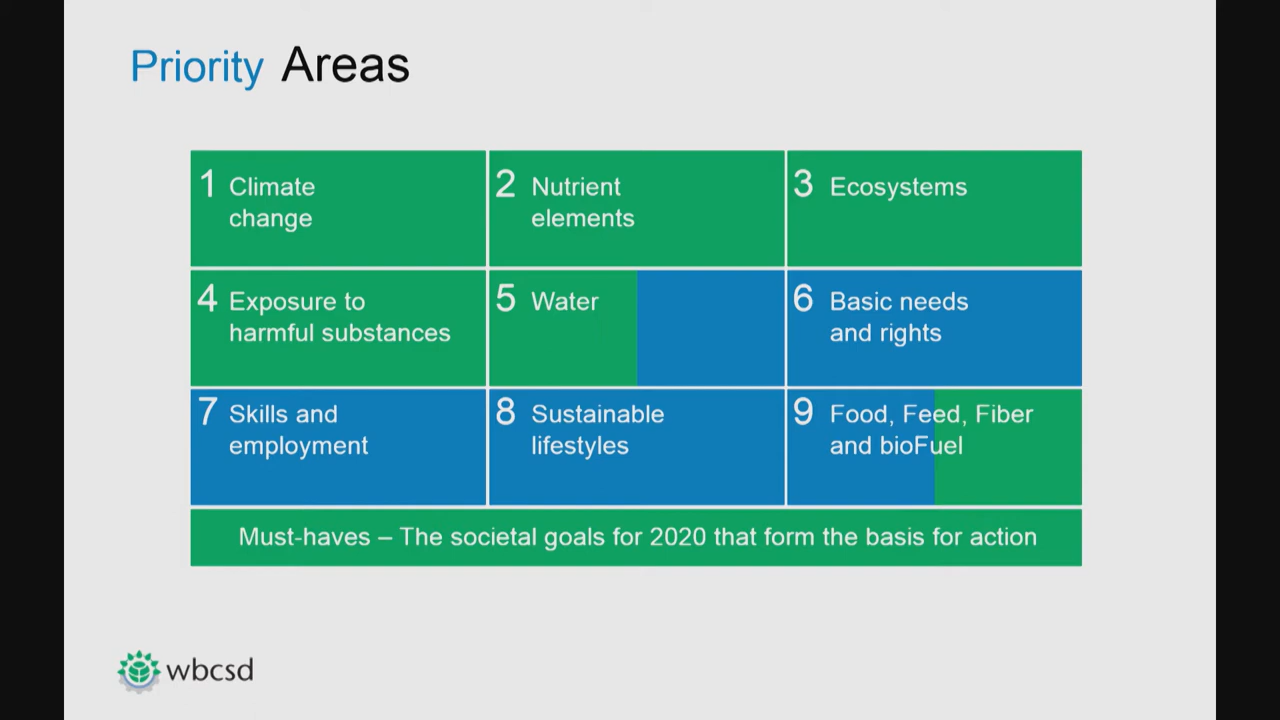 Priority Areas
1 Climate
change
2 Nutrient
elements
3 Ecosystems
4 Exposure to
harmful substances
5 Water
6 Basic needs
and rights
7 Skills and
employment
8 Sustainable
lifestyles
9 Food, Feed, Fiber
and bioFuel
Must-haves – The societal goals for 2020 that form the basis for action
wbcsd